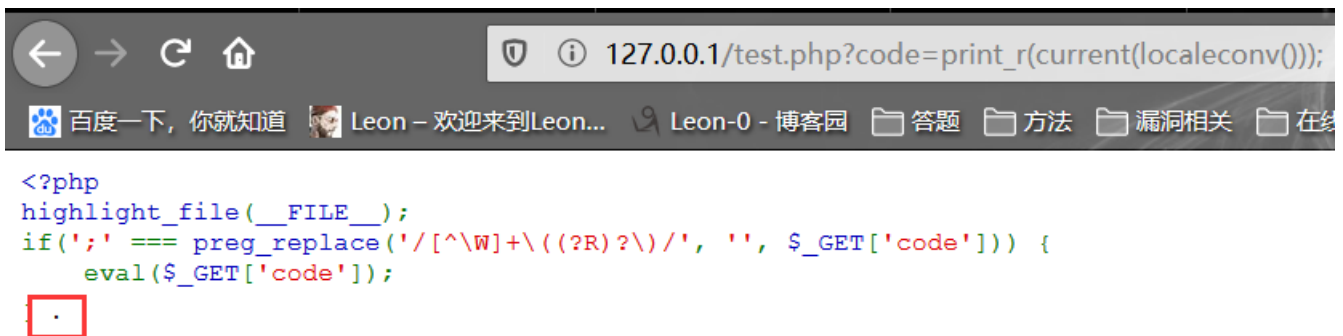 127.0.0.1/test.php?code=print_r(current(localeconv()));
百度一下，你就知道 Leon – 欢迎来到Leon... Leon-0 - 博客园 答题 方法 漏洞相关 在线
<?php
highlight_file(__FILE__);
if(';' === preg_replace('/[^\W]+\((?R)?\)/', '', $_GET['code'])) {
    eval($_GET['code']);
} .